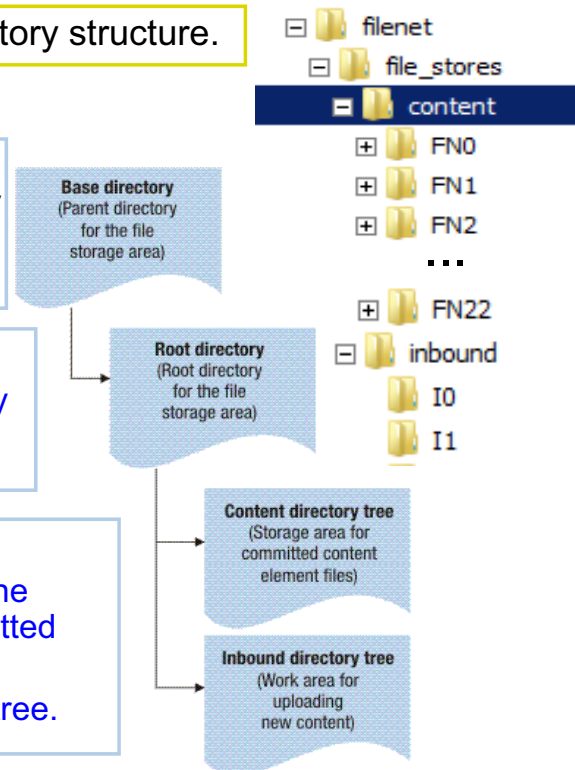 tory structure.
filenet
file_stores
content
FN0
FN1
FN2
...
FN22
inbound
I0
I1
Base directory
(Parent directory
for the file
storage area)
Root directory
(Root directory
for the file
storage area)
Content directory tree
(Storage area for
committed content
element files)
Inbound directory tree
(Work area for
uploading
new content)
tted
ree.